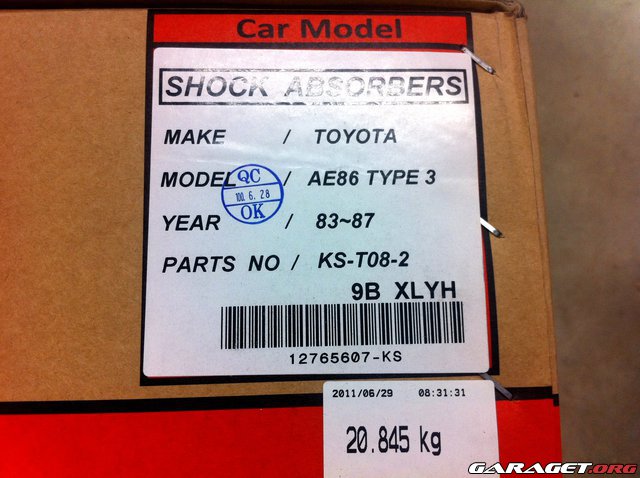 Car Model
SHOCK ABSORBERS
MAKE / TOYOTA
MODEL / AE86 TYPE 3
QC
100. 6. 28
OK
YEAR / 83~87
PARTS NO / KS-T08-2
9B XLYH
12765607-KS
2011/06/29 08:31:31
20.845 kg
GARAGET.ORG